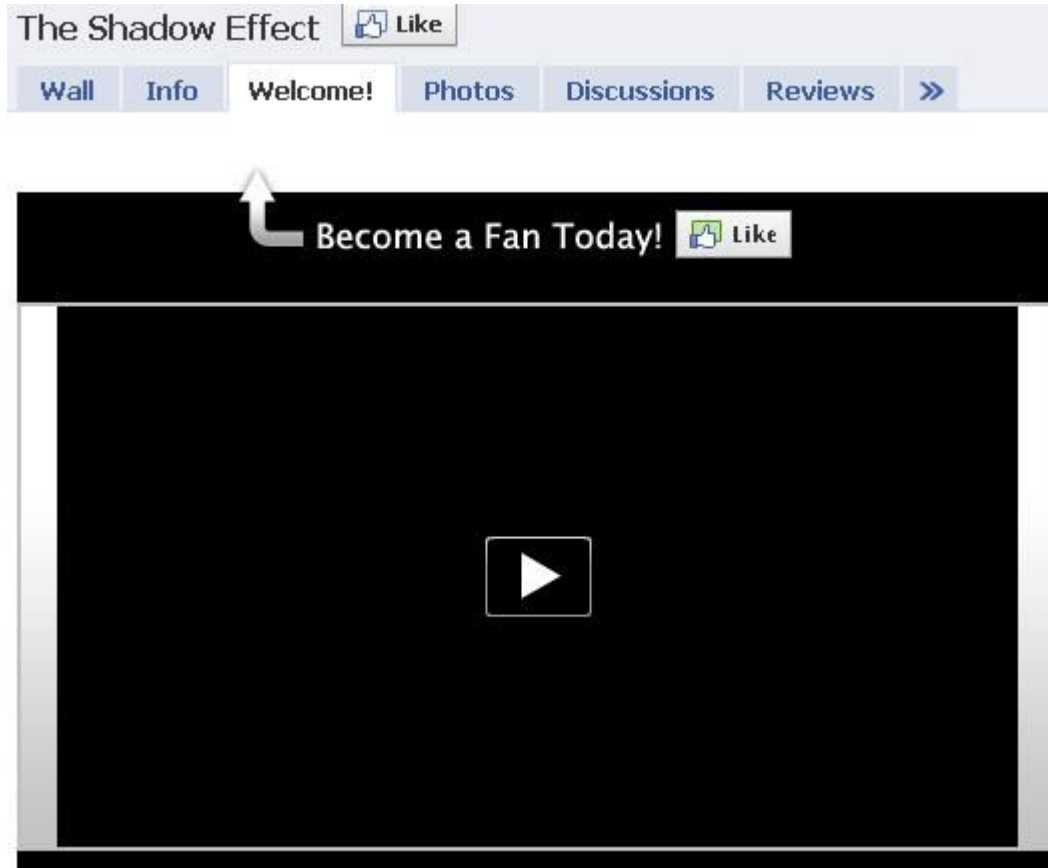 The Shadow Effect Like
Wall Info Welcome! Photos Discussions Reviews »
Become a Fan Today! Like